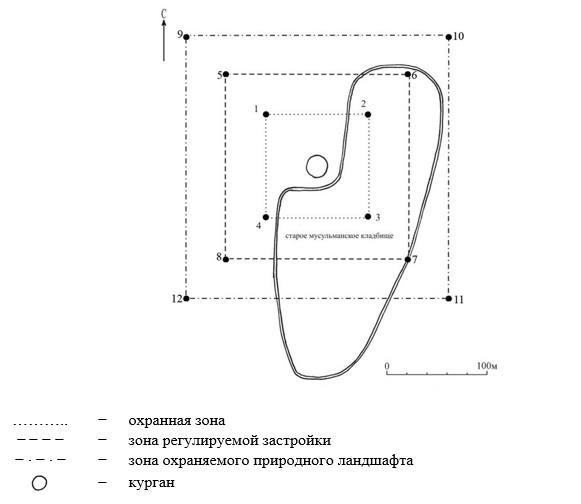 С
9
10
5
6
1
2
4
3
старое мусульманское кладбище
8
7
12
11
0
100м
........... – охранная зона
– – – – – зона регулируемой застройки
– · – · – – зона охраняемого природного ландшафта
– курган